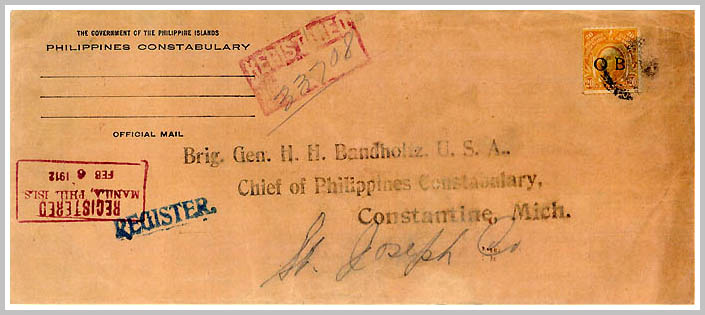 THE GOVERNMENT OF THE PHILIPPINE ISLANDS
PHILIPPINES CONSTABULARY
OFFICIAL MAIL
REGISTERED
33708
O B
Brig. Gen. H. H. Bandholtz, U. S. A.,
Chief of Philippines Constabulary,
Constantine, Mich.
St. Joseph Co
REGISTERED
MANILA, PHIL. ISLS
FEB 6 1912
REGISTER.